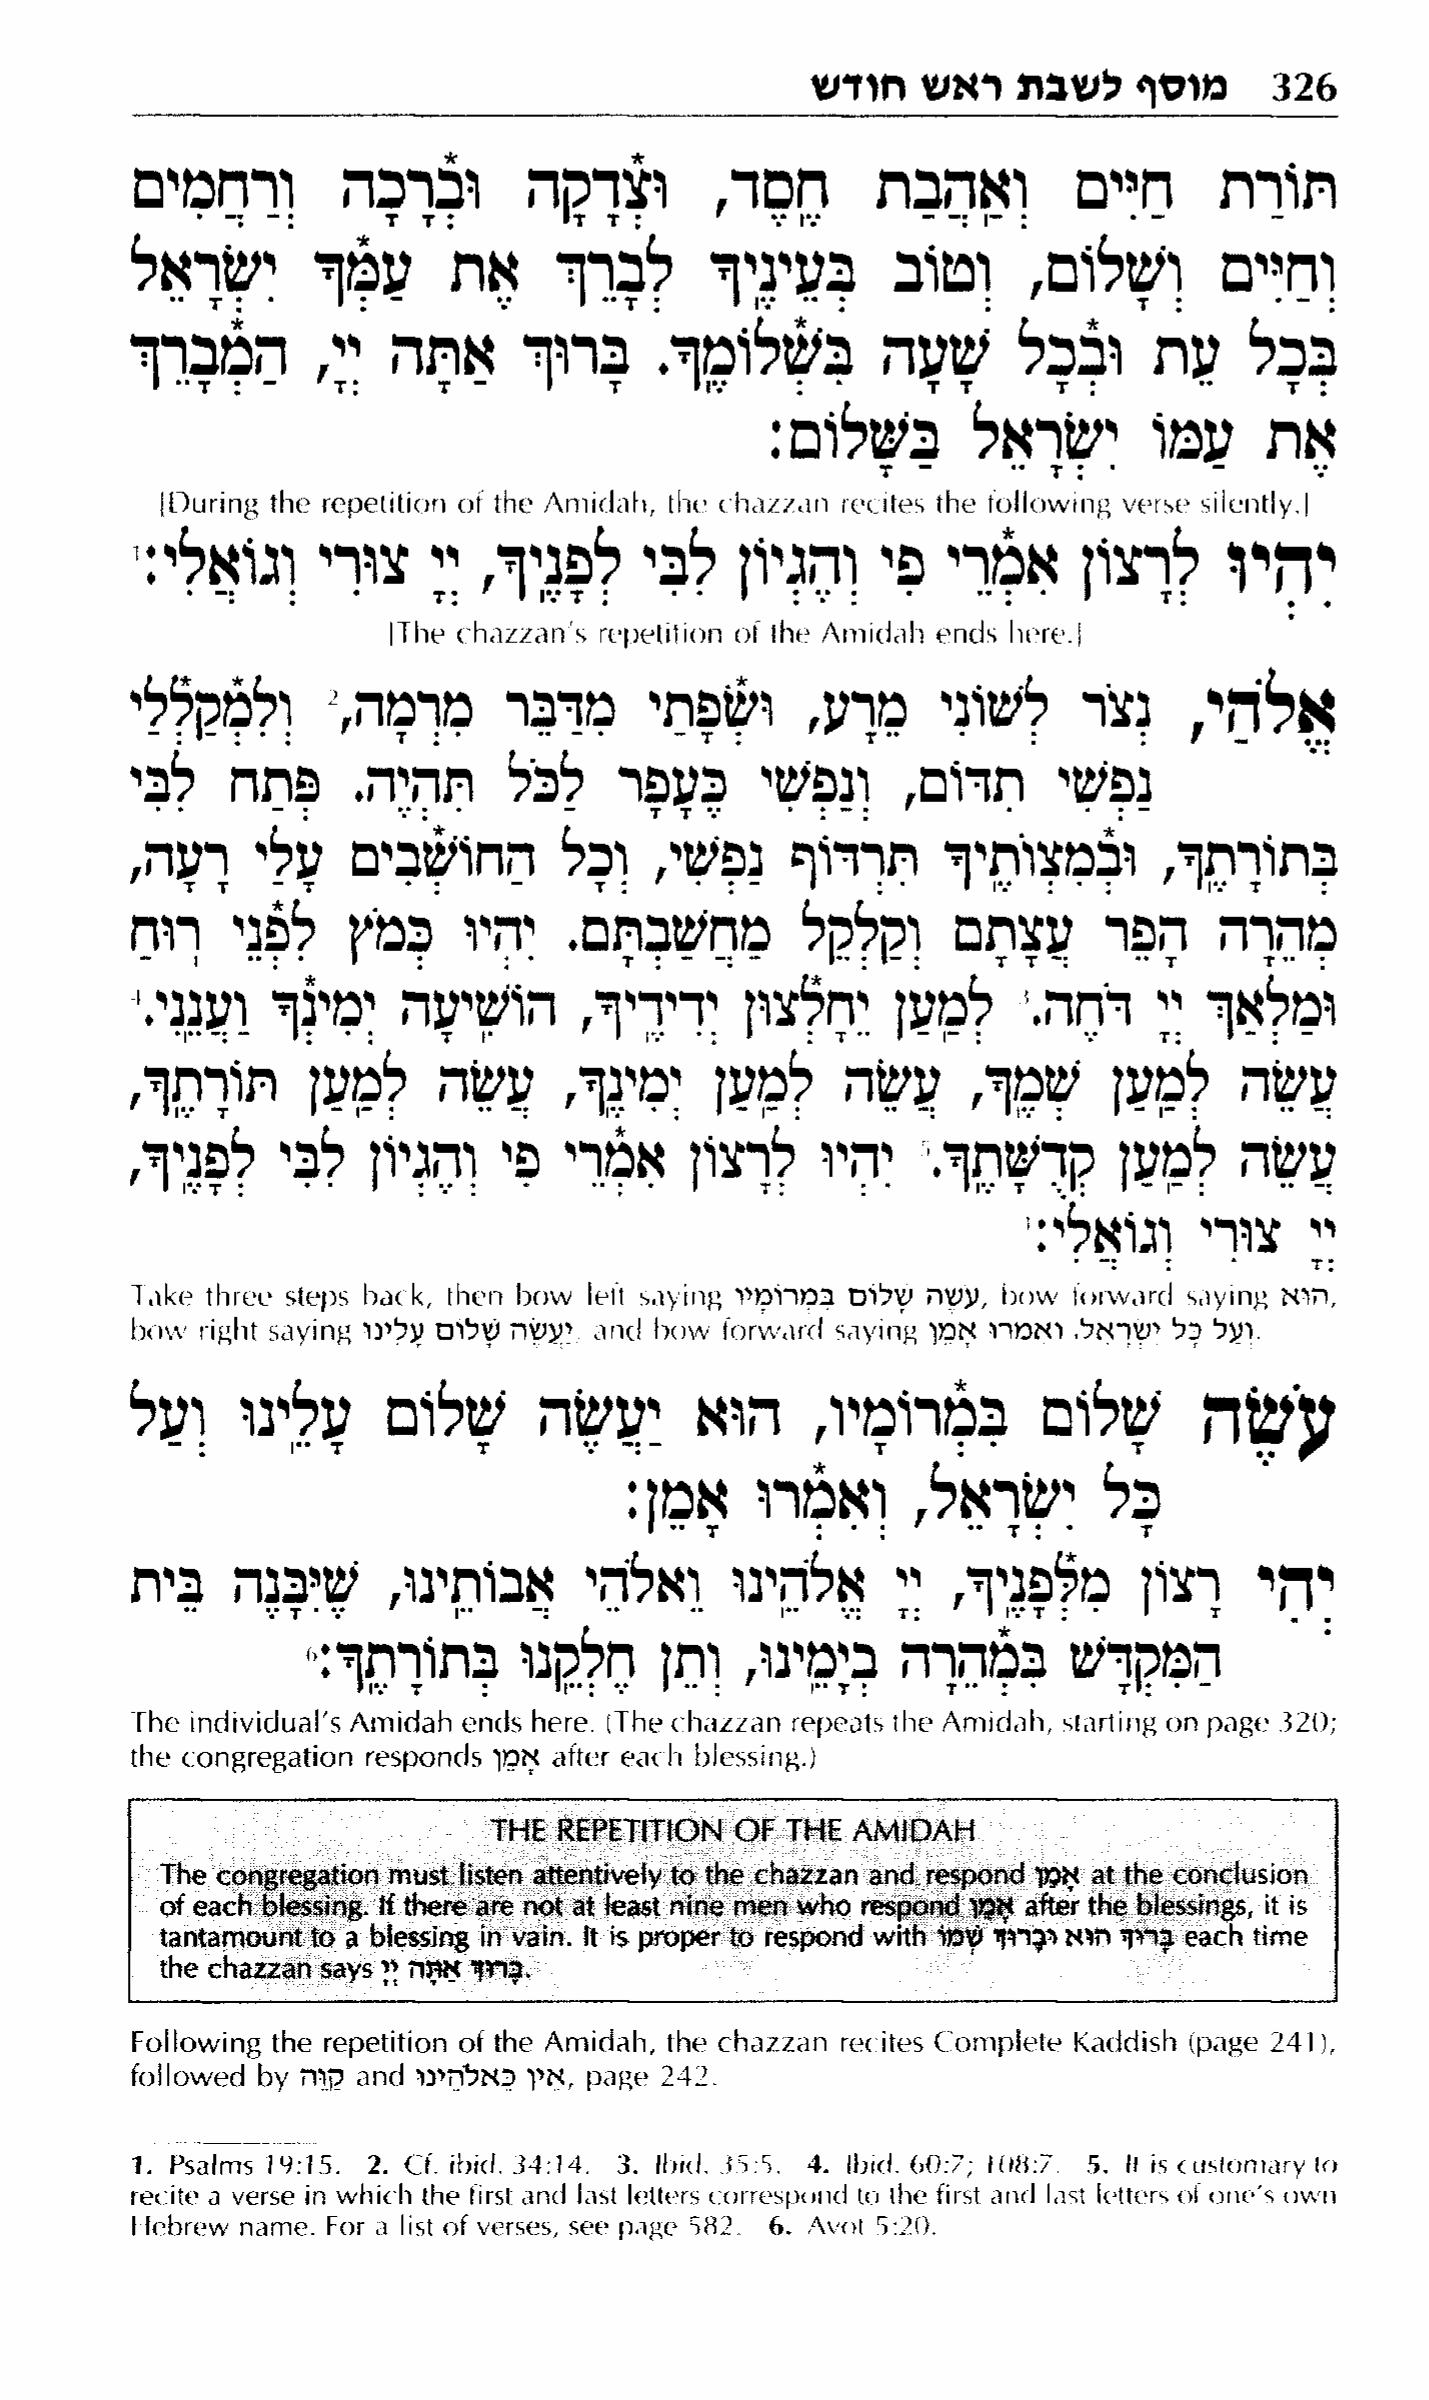 326 מוסף לשבת ראש חודש
תּוֹרַת חַיִּים וְאַהֲבַת חֶסֶד, וּצְ֯דָקָה וּבְ֯רָכָה וְרַחֲמִים
וְחַיִּים וְשָׁלוֹם, וְטוֹב בְּעֵינֶיךָ לְבָרֵךְ אֶת עַמְּ֯ךָ יִשְׂרָאֵל
בְּכָל עֵת וּבְ֯כָל שָׁעָה בִּשְׁ֯לוֹמֶךָ. בָּרוּךְ אַתָּה יְיָ, הַמְ֯בָרֵךְ
אֶת עַמּוֹ יִשְׂרָאֵל בַּשָּׁלוֹם:
[During the repetition of the Amidah, the chazzan recites the following verse silently.]
יִהְיוּ לְרָצוֹן אִמְ֯רֵי פִי וְהֶגְיוֹן לִבִּי לְפָנֶיךָ, יְיָ צוּרִי וְגוֹאֲלִי:1
[The chazzan's repetition of the Amidah ends here.]
אֱלֹהַי, נְצֹר לְשׁוֹנִי מֵרָע, וּשְׂ֯פָתַי מִדַּבֵּר מִרְמָה,2 וְלִמְ֯קַלְ֯לַי
נַפְשִׁי תִדּוֹם, וְנַפְשִׁי כֶּעָפָר לַכֹּל תִּהְיֶה. פְּתַח לִבִּי
בְּתוֹרָתֶךָ, וּבְ֯מִצְוֹתֶיךָ תִּרְדּוֹף נַפְשִׁי, וְכָל הַחוֹשְׁ֯בִים עָלַי רָעָה,
מְהֵרָה הָפֵר עֲצָתָם וְקַלְקֵל מַחֲשַׁבְתָּם. יִהְיוּ כְּמֹץ לִפְ֯נֵי רוּחַ
וּמַלְאַךְ יְיָ דּחֶה.3 לְמַעַן יֵחָלְ֯צוּן יְדִידֶיךָ, הוֹשִׁיעָה יְמִינְ֯ךָ וַעֲנֵנִי.4
עֲשֵׂה לְמַעַן שְׁמֶךָ, עֲשֵׂה לְמַעַן יְמִינֶךָ, עֲשֵׂה לְמַעַן תּוֹרָתֶךָ,
עֲשֵׂה לְמַעַן קְדֻשָּׁתֶךָ.5 יִהְיוּ לְרָצוֹן אִמְ֯רֵי פִי וְהֶגְיוֹן לִבִּי לְפָנֶיךָ,
יְיָ צוּרִי וְגוֹאֲלִי:1
Take three steps back, then bow left saying עֹשֶׂה שָׁלוֹם בִּמְרוֹמָיו, bow forward saying הוּא,
bow right saying יַעֲשֶׂה שָׁלוֹם עָלֵינוּ, and bow forward saying וְעַל כָּל יִשְׂרָאֵל, וְאִמְרוּ אָמֵן.
עֹשֶׂה שָׁלוֹם בִּמְ֯רוֹמָיו, הוּא יַעֲשֶׂה שָׁלוֹם עָלֵינוּ וְעַל
כָּל יִשְׂרָאֵל, וְאִמְ֯רוּ אָמֵן:
יְהִי רָצוֹן מִלְּ֯פָנֶיךָ, יְיָ אֱלֹהֵינוּ וֵאלֹהֵי אֲבוֹתֵינוּ, שֶׁיִּבָּנֶה בֵּית
הַמִּקְדָּשׁ בִּמְ֯הֵרָה בְיָמֵינוּ, וְתֵן חֶלְקֵנוּ בְּתוֹרָתֶךָ:6
The individual's Amidah ends here. (The chazzan repeats the Amidah, starting on page 320;
the congregation responds אָמֵן after each blessing.)
THE REPETITION OF THE AMIDAH
The congregation must listen attentively to the chazzan and respond אָמֵן at the conclusion
of each blessing. If there are not at least nine men who respond אָמֵן after the blessings, it is
tantamount to a blessing in vain. It is proper to respond with בָּרוּךְ הוּא וּבָרוּךְ שְׁמוֹ each time
the chazzan says בָּרוּךְ אַתָּה יְיָ.
Following the repetition of the Amidah, the chazzan recites Complete Kaddish (page 241),
followed by קַוֵּה and אֵין כֵּאלֹהֵינוּ, page 242.
1. Psalms 19:15. 2. Cf. ibid. 34:14. 3. Ibid. 35:5. 4. Ibid. 60:7; 108:7. 5. It is customary to
recite a verse in which the first and last letters correspond to the first and last letters of one's own
Hebrew name. For a list of verses, see page 582. 6. Avot 5:20.